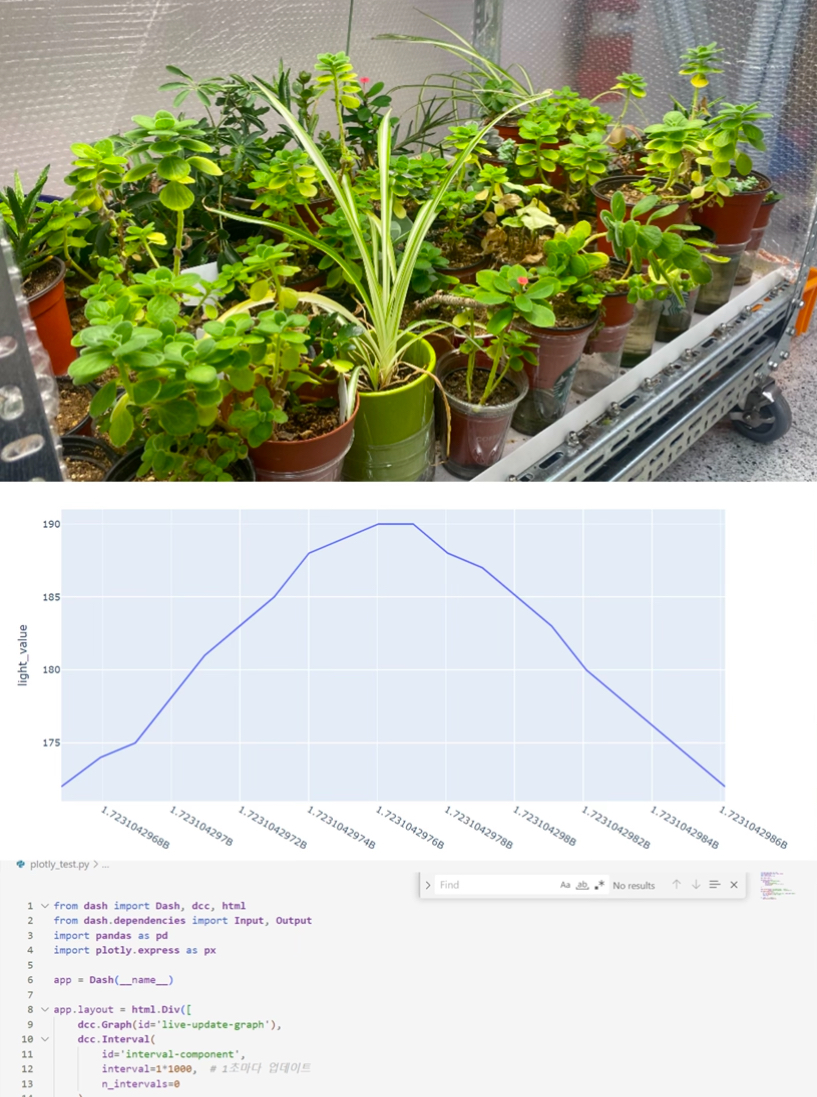 190
185
180
175
light_value
1.7231042968B
1.723104297B
1.7231042972B
1.7231042974B
1.7231042976B
1.7231042978B
1.723104298B
1.7231042982B
1.7231042984B
1.7231042986B
plotly_test.py > ...
Find Aa ab .* No results
1 from dash import Dash, dcc, html
2 from dash.dependencies import Input, Output
3 import pandas as pd
4 import plotly.express as px
5
6 app = Dash(__name__)
7
8 app.layout = html.Div([
9 dcc.Graph(id='live-update-graph'),
10 dcc.Interval(
11 id='interval-component',
12 interval=1*1000, # 1초마다 업데이트
13 n_intervals=0